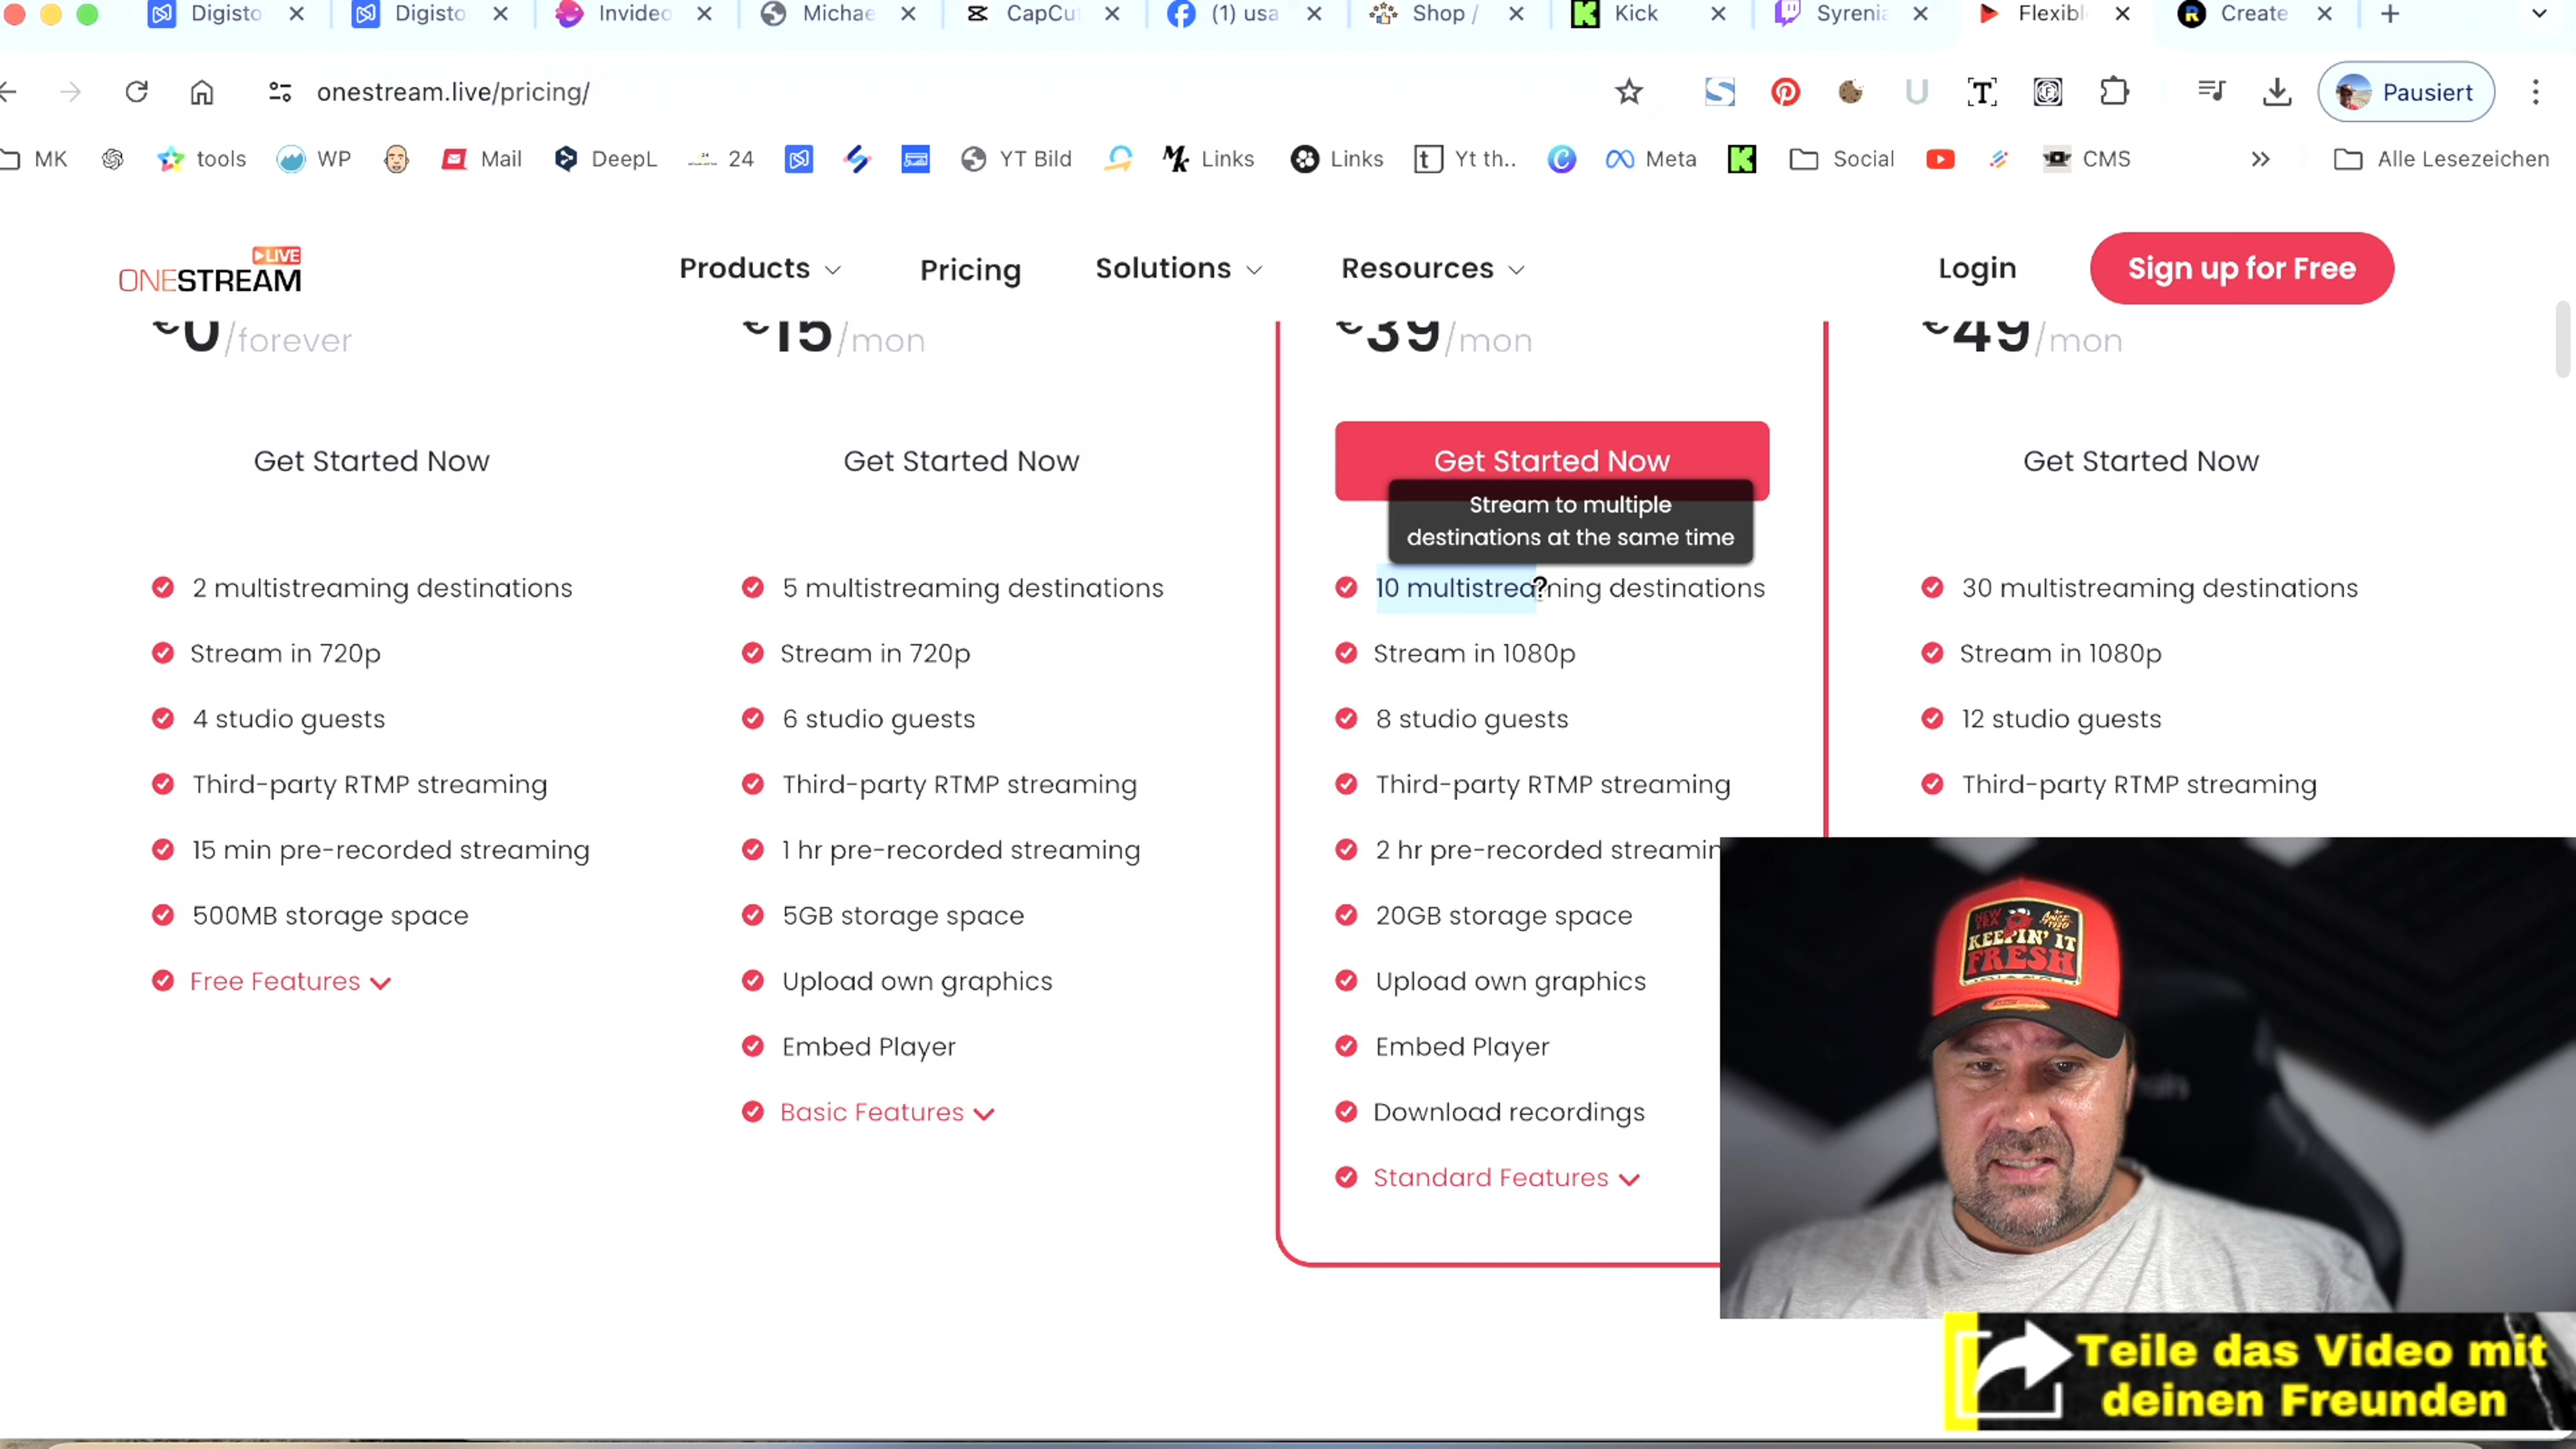 Digisto
Digisto
Invideo
Michae
CapCu
(1) usa
Shop /
Kick
Syrenia
Flexibl
Create
onestream.live/pricing/
Pausiert
MK
tools
WP
Mail
DeepL
24
YT Bild
Links
Links
Yt th..
Meta
Social
CMS
Alle Lesezeichen
LIVE
ONESTREAM
Products
Pricing
Solutions
Resources
Login
Sign up for Free
€0/forever
Get Started Now
2 multistreaming destinations
Stream in 720p
4 studio guests
Third-party RTMP streaming
15 min pre-recorded streaming
500MB storage space
Free Features
€15/mon
Get Started Now
5 multistreaming destinations
Stream in 720p
6 studio guests
Third-party RTMP streaming
1 hr pre-recorded streaming
5GB storage space
Upload own graphics
Embed Player
Basic Features
€39/mon
Get Started Now
Stream to multiple
destinations at the same time
10 multistreaming destinations
Stream in 1080p
8 studio guests
Third-party RTMP streaming
2 hr pre-recorded streamin
20GB storage space
Upload own graphics
Embed Player
Download recordings
Standard Features
€49/mon
Get Started Now
30 multistreaming destinations
Stream in 1080p
12 studio guests
Third-party RTMP streaming
NEW ERA
KEEPIN' IT
FRESH
Teile das Video mit
deinen Freunden